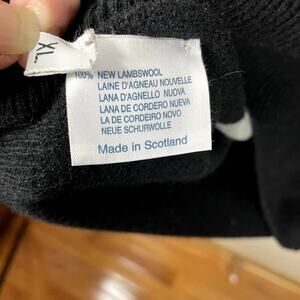 XL
100% NEW LAMBSWOOL
LAINE D'AGNEAU NOUVELLE
LANA D'AGNELLO NUOVA
LANA DE CORDERO NUEVA
LA DE CORDEIRO NOVO
NEUE SCHURWOLLE
Made in Scotland